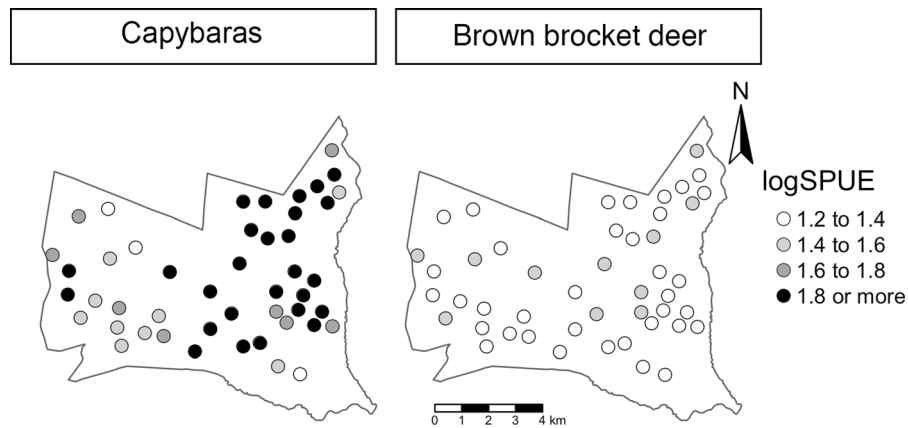 Capybaras
Brown brocket deer
N
logSPUE
1.2 to 1.4
1.4 to 1.6
1.6 to 1.8
1.8 or more
0 1 2 3 4 km